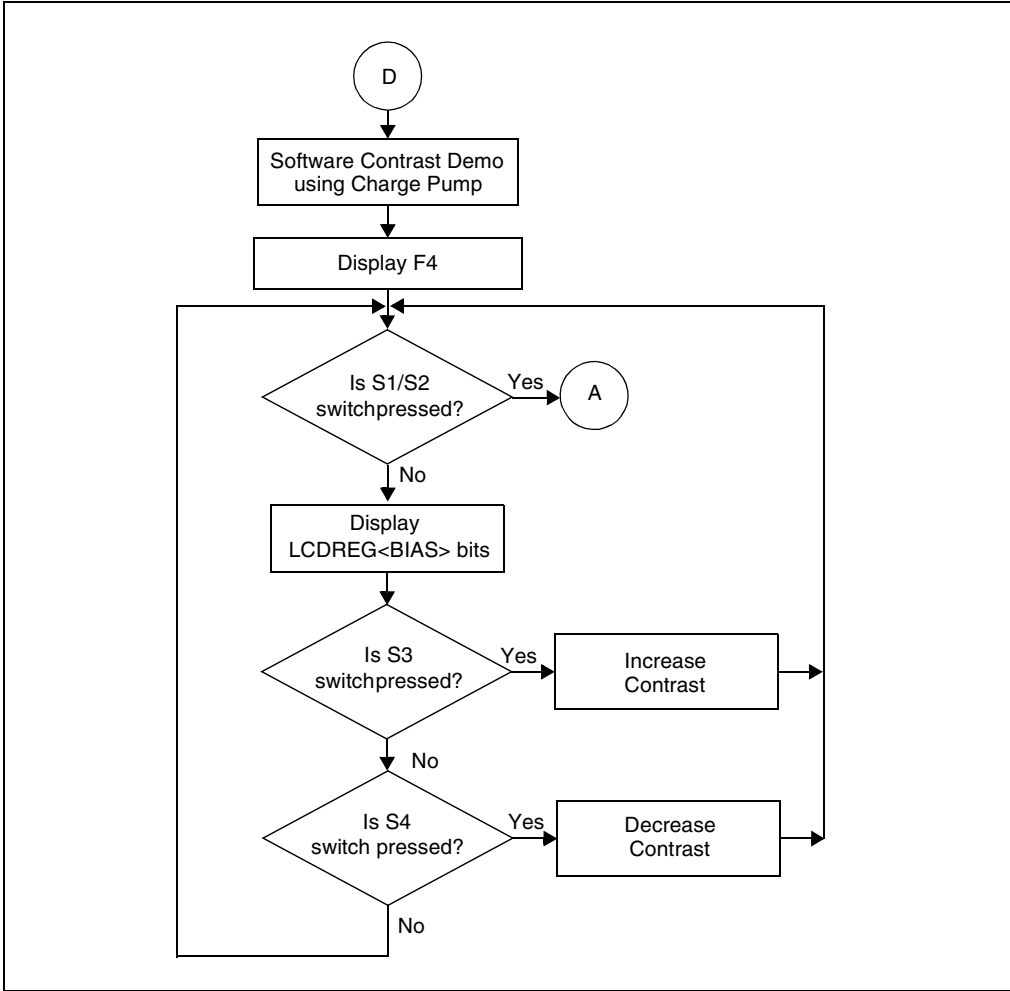 D
Software Contrast Demo
using Charge Pump
Display F4
Is S1/S2
switchpressed?
Yes
A
No
Display
LCDREG<BIAS> bits
Is S3
switchpressed?
Yes
Increase
Contrast
No
Is S4
switch pressed?
Yes
Decrease
Contrast
No